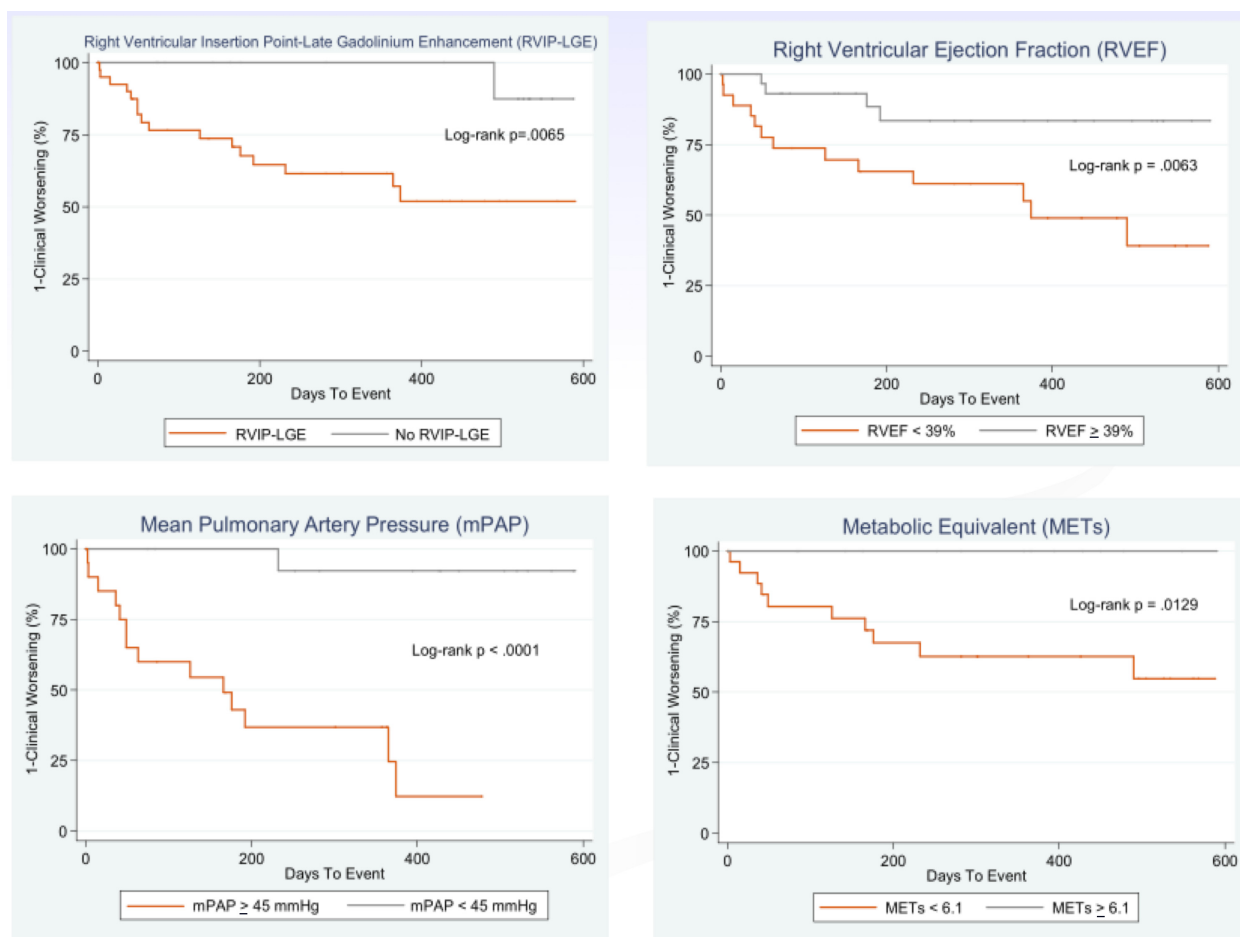 Right Ventricular Insertion Point-Late Gadolinium Enhancement (RVIP-LGE)
1-Clinical Worsening (%)
100
75
50
25
0
Log-rank p=.0065
0 200 400 600
Days To Event
RVIP-LGE No RVIP-LGE
Right Ventricular Ejection Fraction (RVEF)
1-Clinical Worsening (%)
100
75
50
25
0
Log-rank p = .0063
0 200 400 600
Days To Event
RVEF < 39% RVEF ≥ 39%
Mean Pulmonary Artery Pressure (mPAP)
1-Clinical Worsening (%)
100
75
50
25
0
Log-rank p < .0001
0 200 400 600
Days To Event
mPAP ≥ 45 mmHg mPAP < 45 mmHg
Metabolic Equivalent (METs)
1-Clinical Worsening (%)
100
75
50
25
0
Log-rank p = .0129
0 200 400 600
Days To Event
METs < 6.1 METs ≥ 6.1